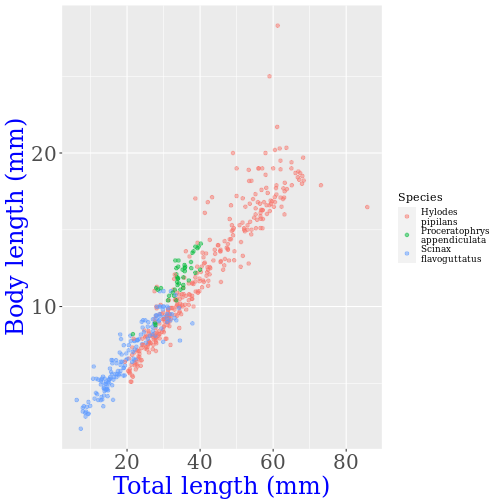 Body length (mm)
20
10
20 40 60 80
Total length (mm)
Species
Hylodes
pipilans
Proceratophrys
appendiculata
Scinax
flavoguttatus